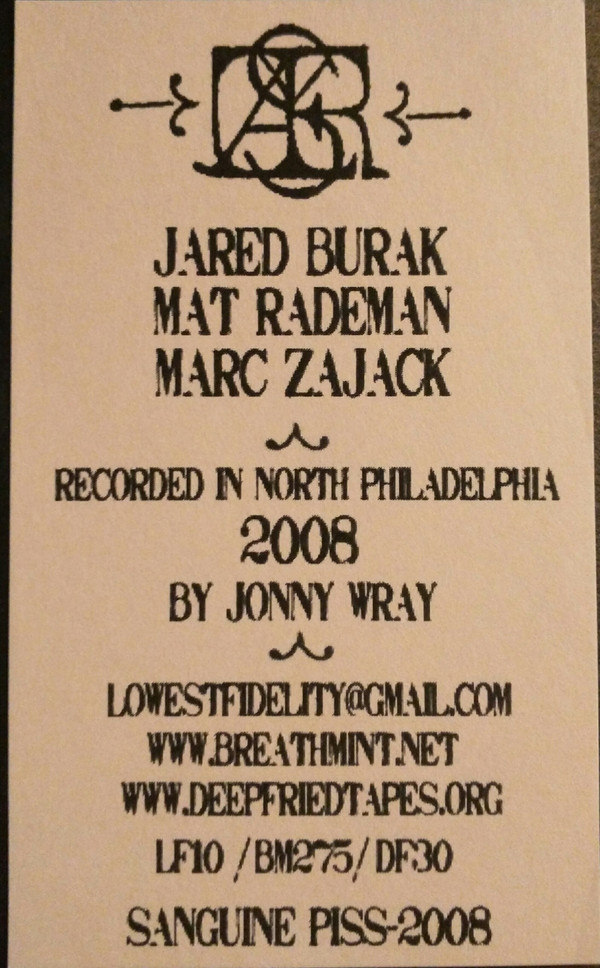 JARED BURAK
MAT RADEMAN
MARC ZAJACK
RECORDED IN NORTH PHILADELPHIA
2008
BY JONNY WRAY
LOWESTFIDELITY@GMAIL.COM
WWW.BREATHMINT.NET
WWW.DEEPFRIEDTAPES.ORG
LF10 / BM275/ DF30
SANGUINE PISS-2008